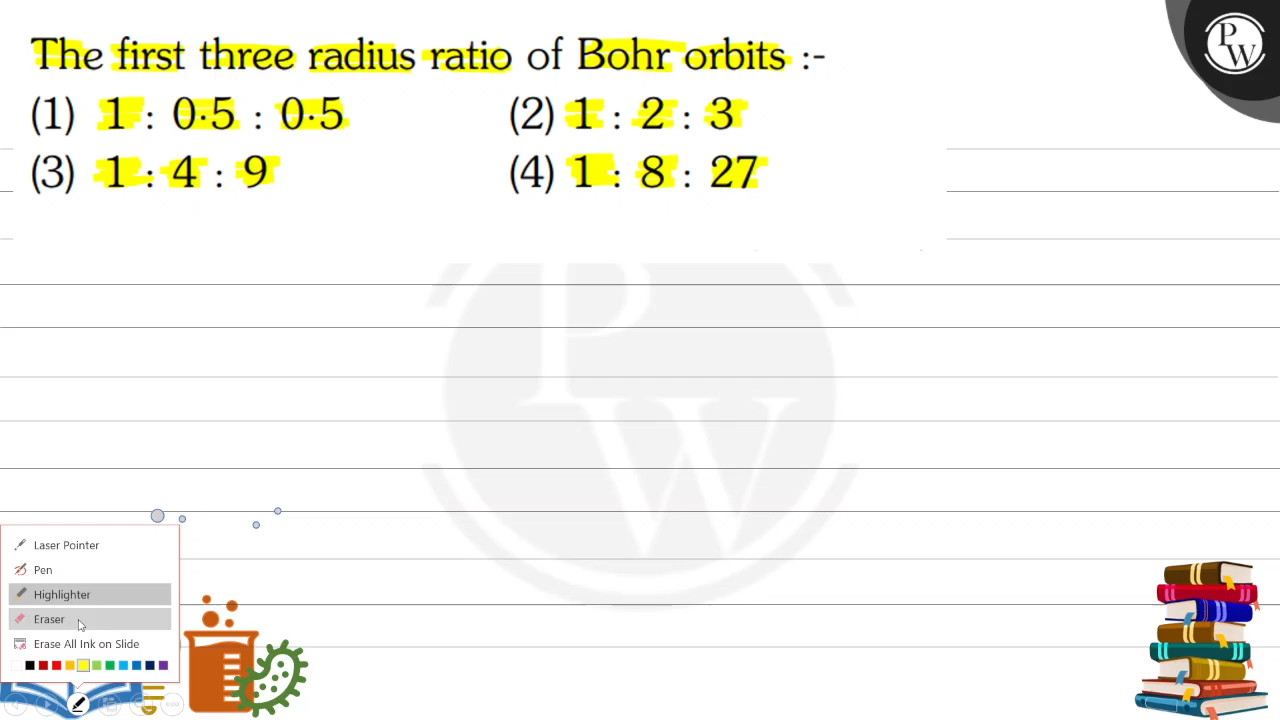 The first three radius ratio of Bohr orbits :-
(1) 1 : 0·5 : 0·5 (2) 1 : 2 : 3
(3) 1 : 4 : 9 (4) 1 : 8 : 27
P
W
P
W
Laser Pointer
Pen
Highlighter
Eraser
Erase All Ink on Slide